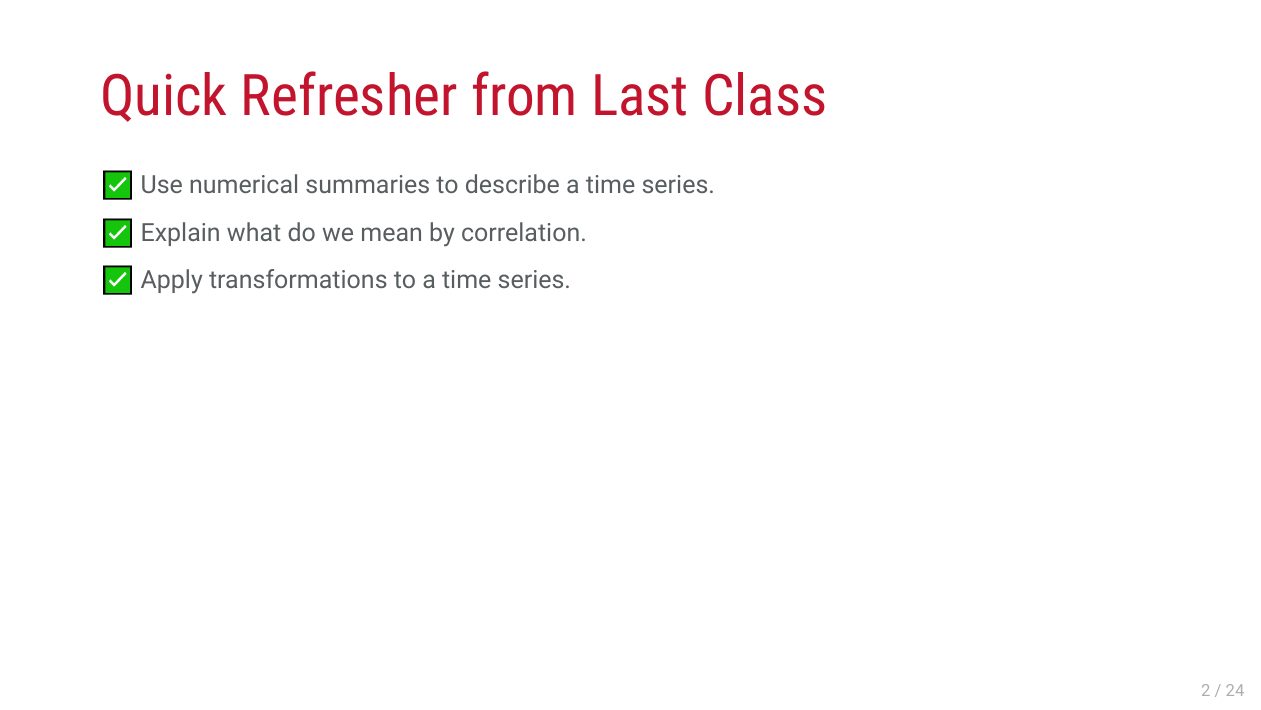 Quick Refresher from Last Class
✅ Use numerical summaries to describe a time series.
✅ Explain what do we mean by correlation.
✅ Apply transformations to a time series.
2 / 24